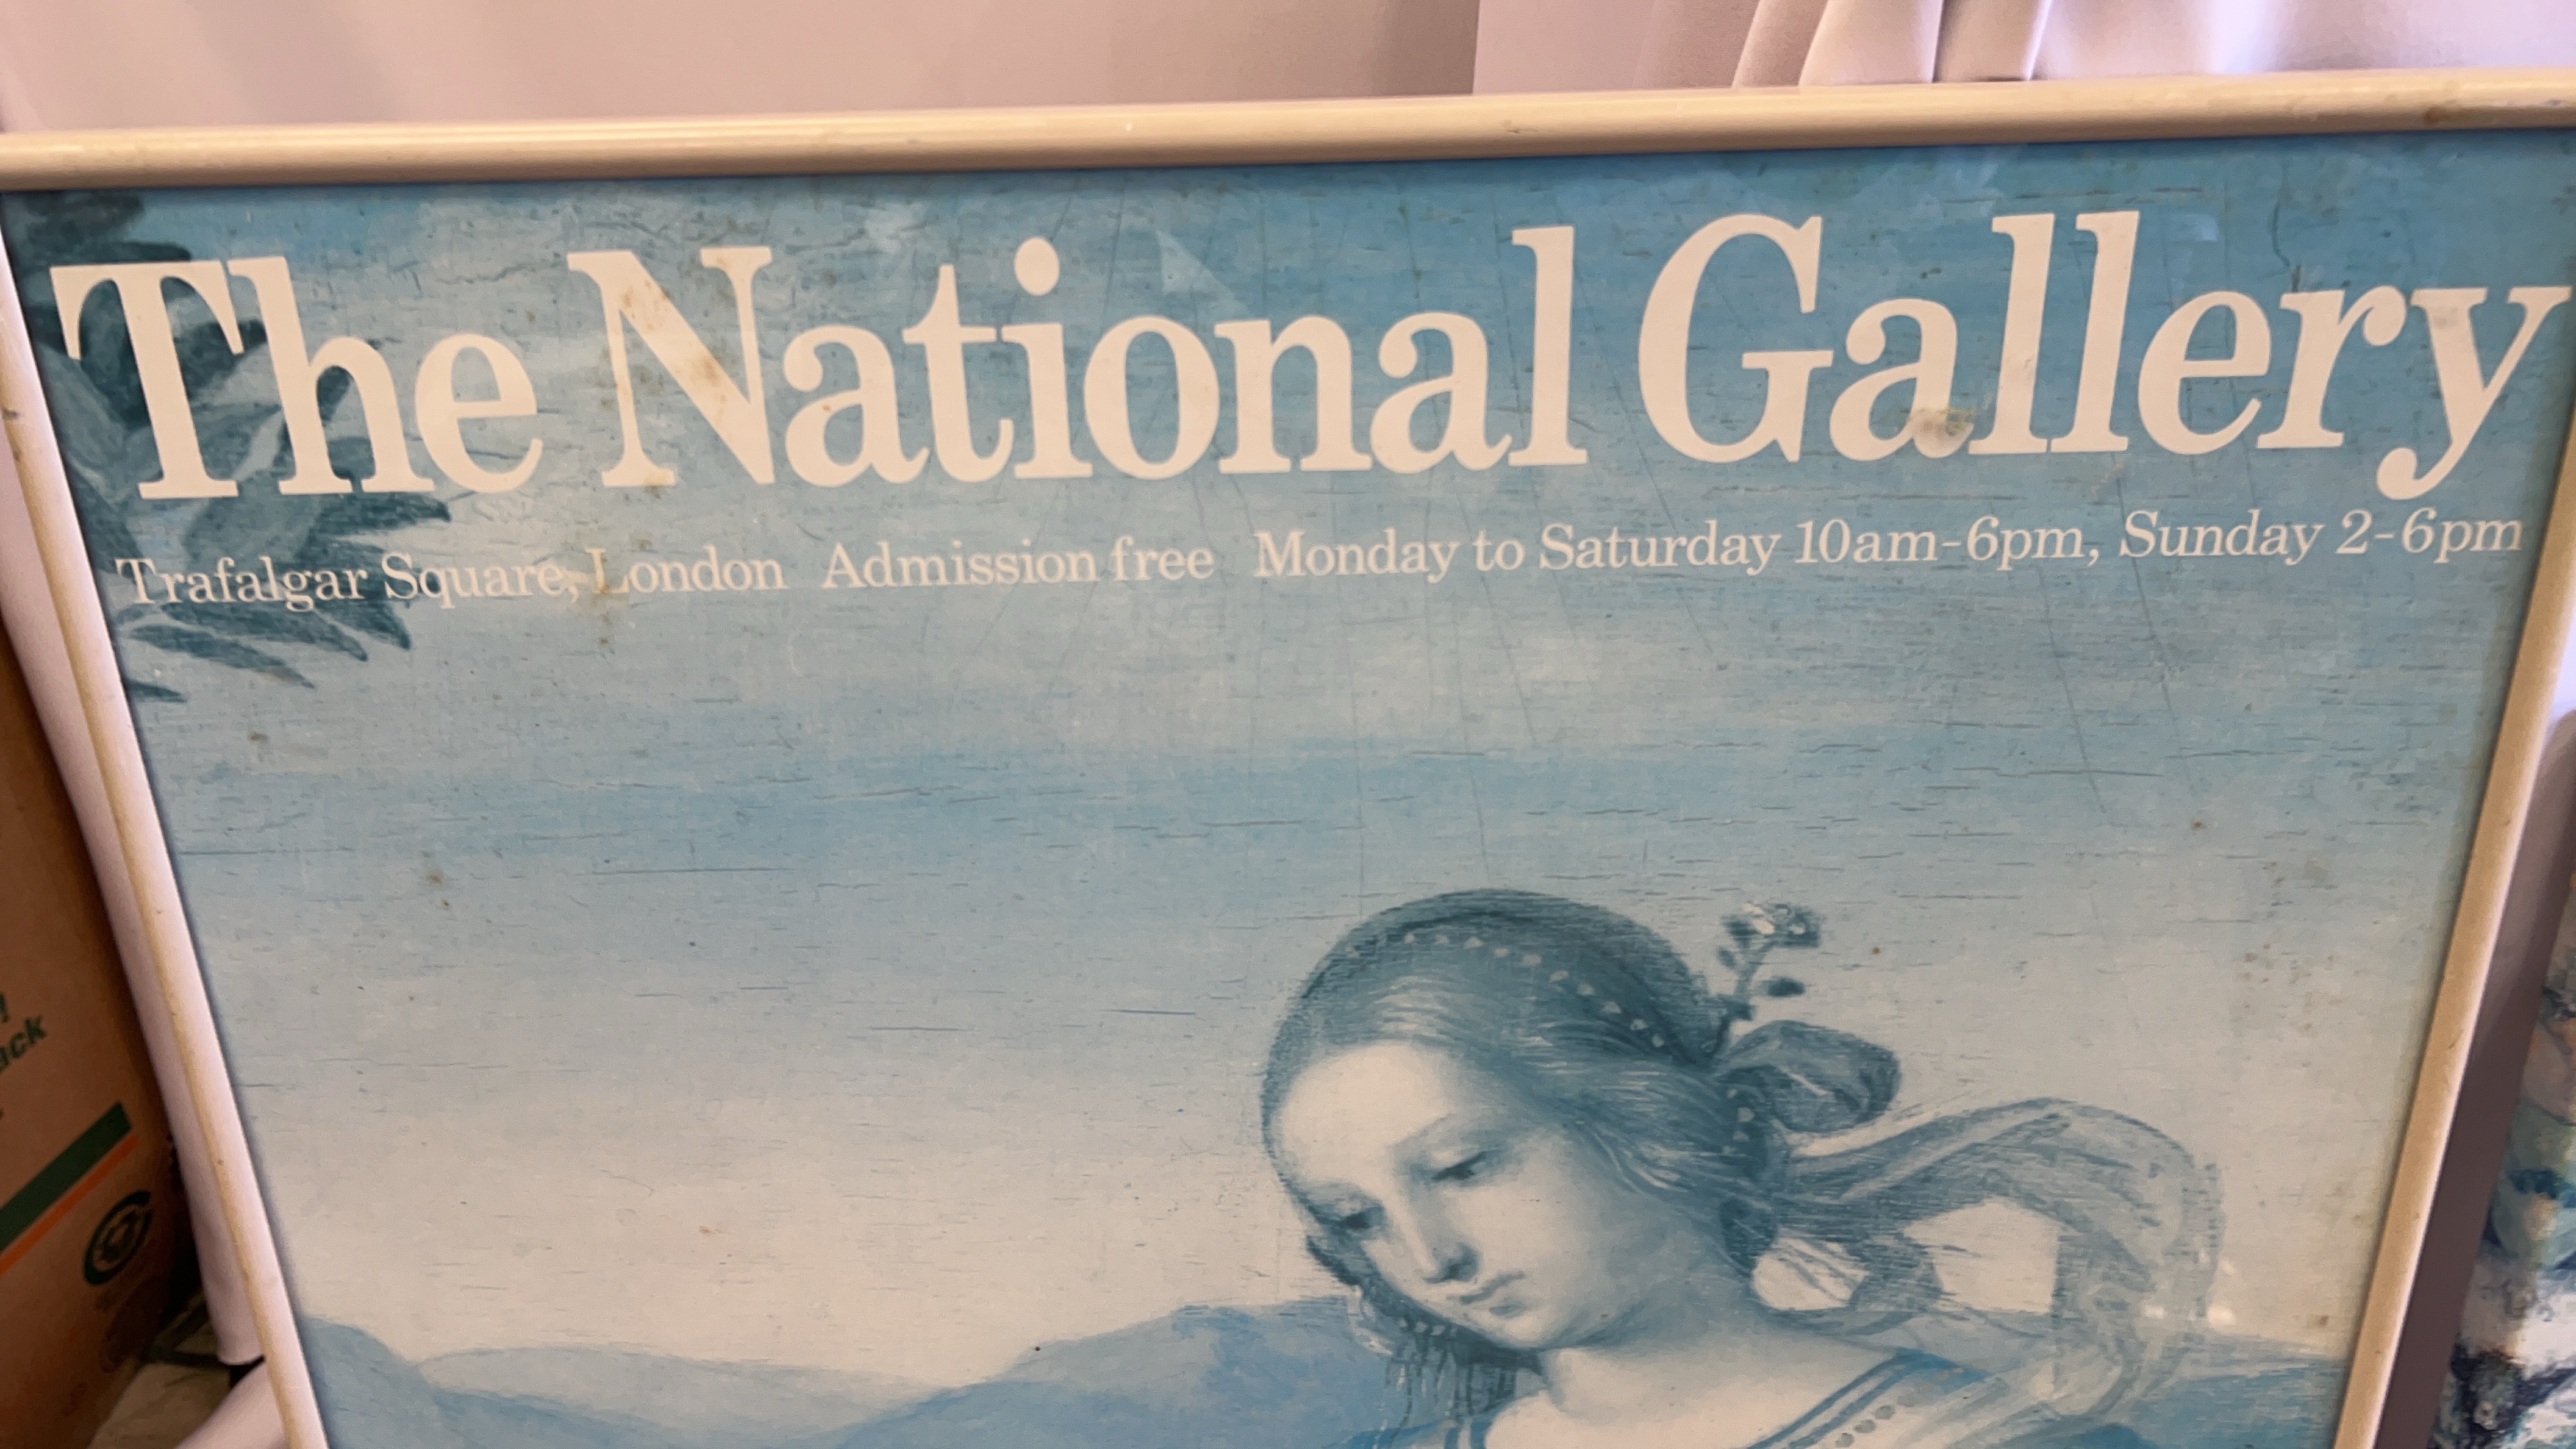 The National Gallery
Trafalgar Square, London Admission free Monday to Saturday 10am-6pm, Sunday 2-6pm